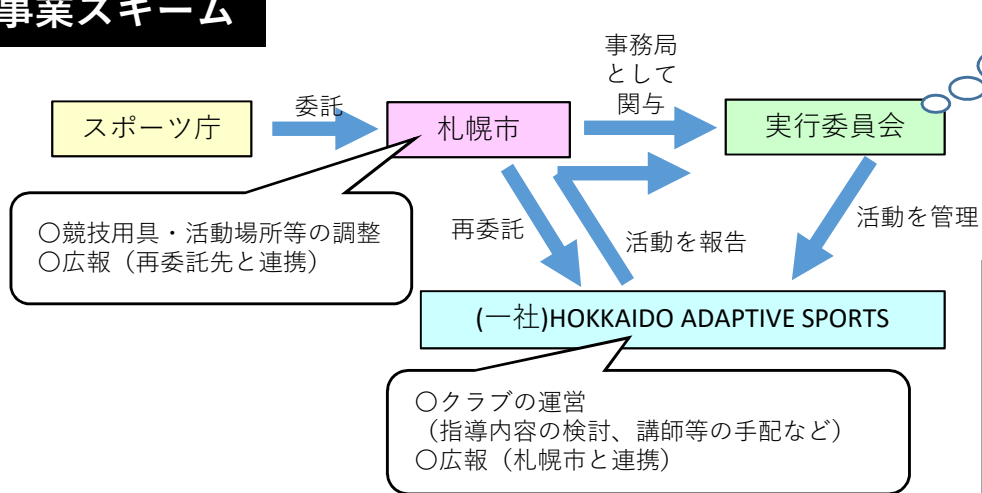 事業スキーム
事務局
として
関与
スポーツ庁
委託
札幌市
実行委員会
○競技用具・活動場所等の調整
○広報（再委託先と連携）
再委託
活動を報告
活動を管理
(一社)HOKKAIDO ADAPTIVE SPORTS
○クラブの運営
（指導内容の検討、講師等の手配など）
○広報（札幌市と連携）